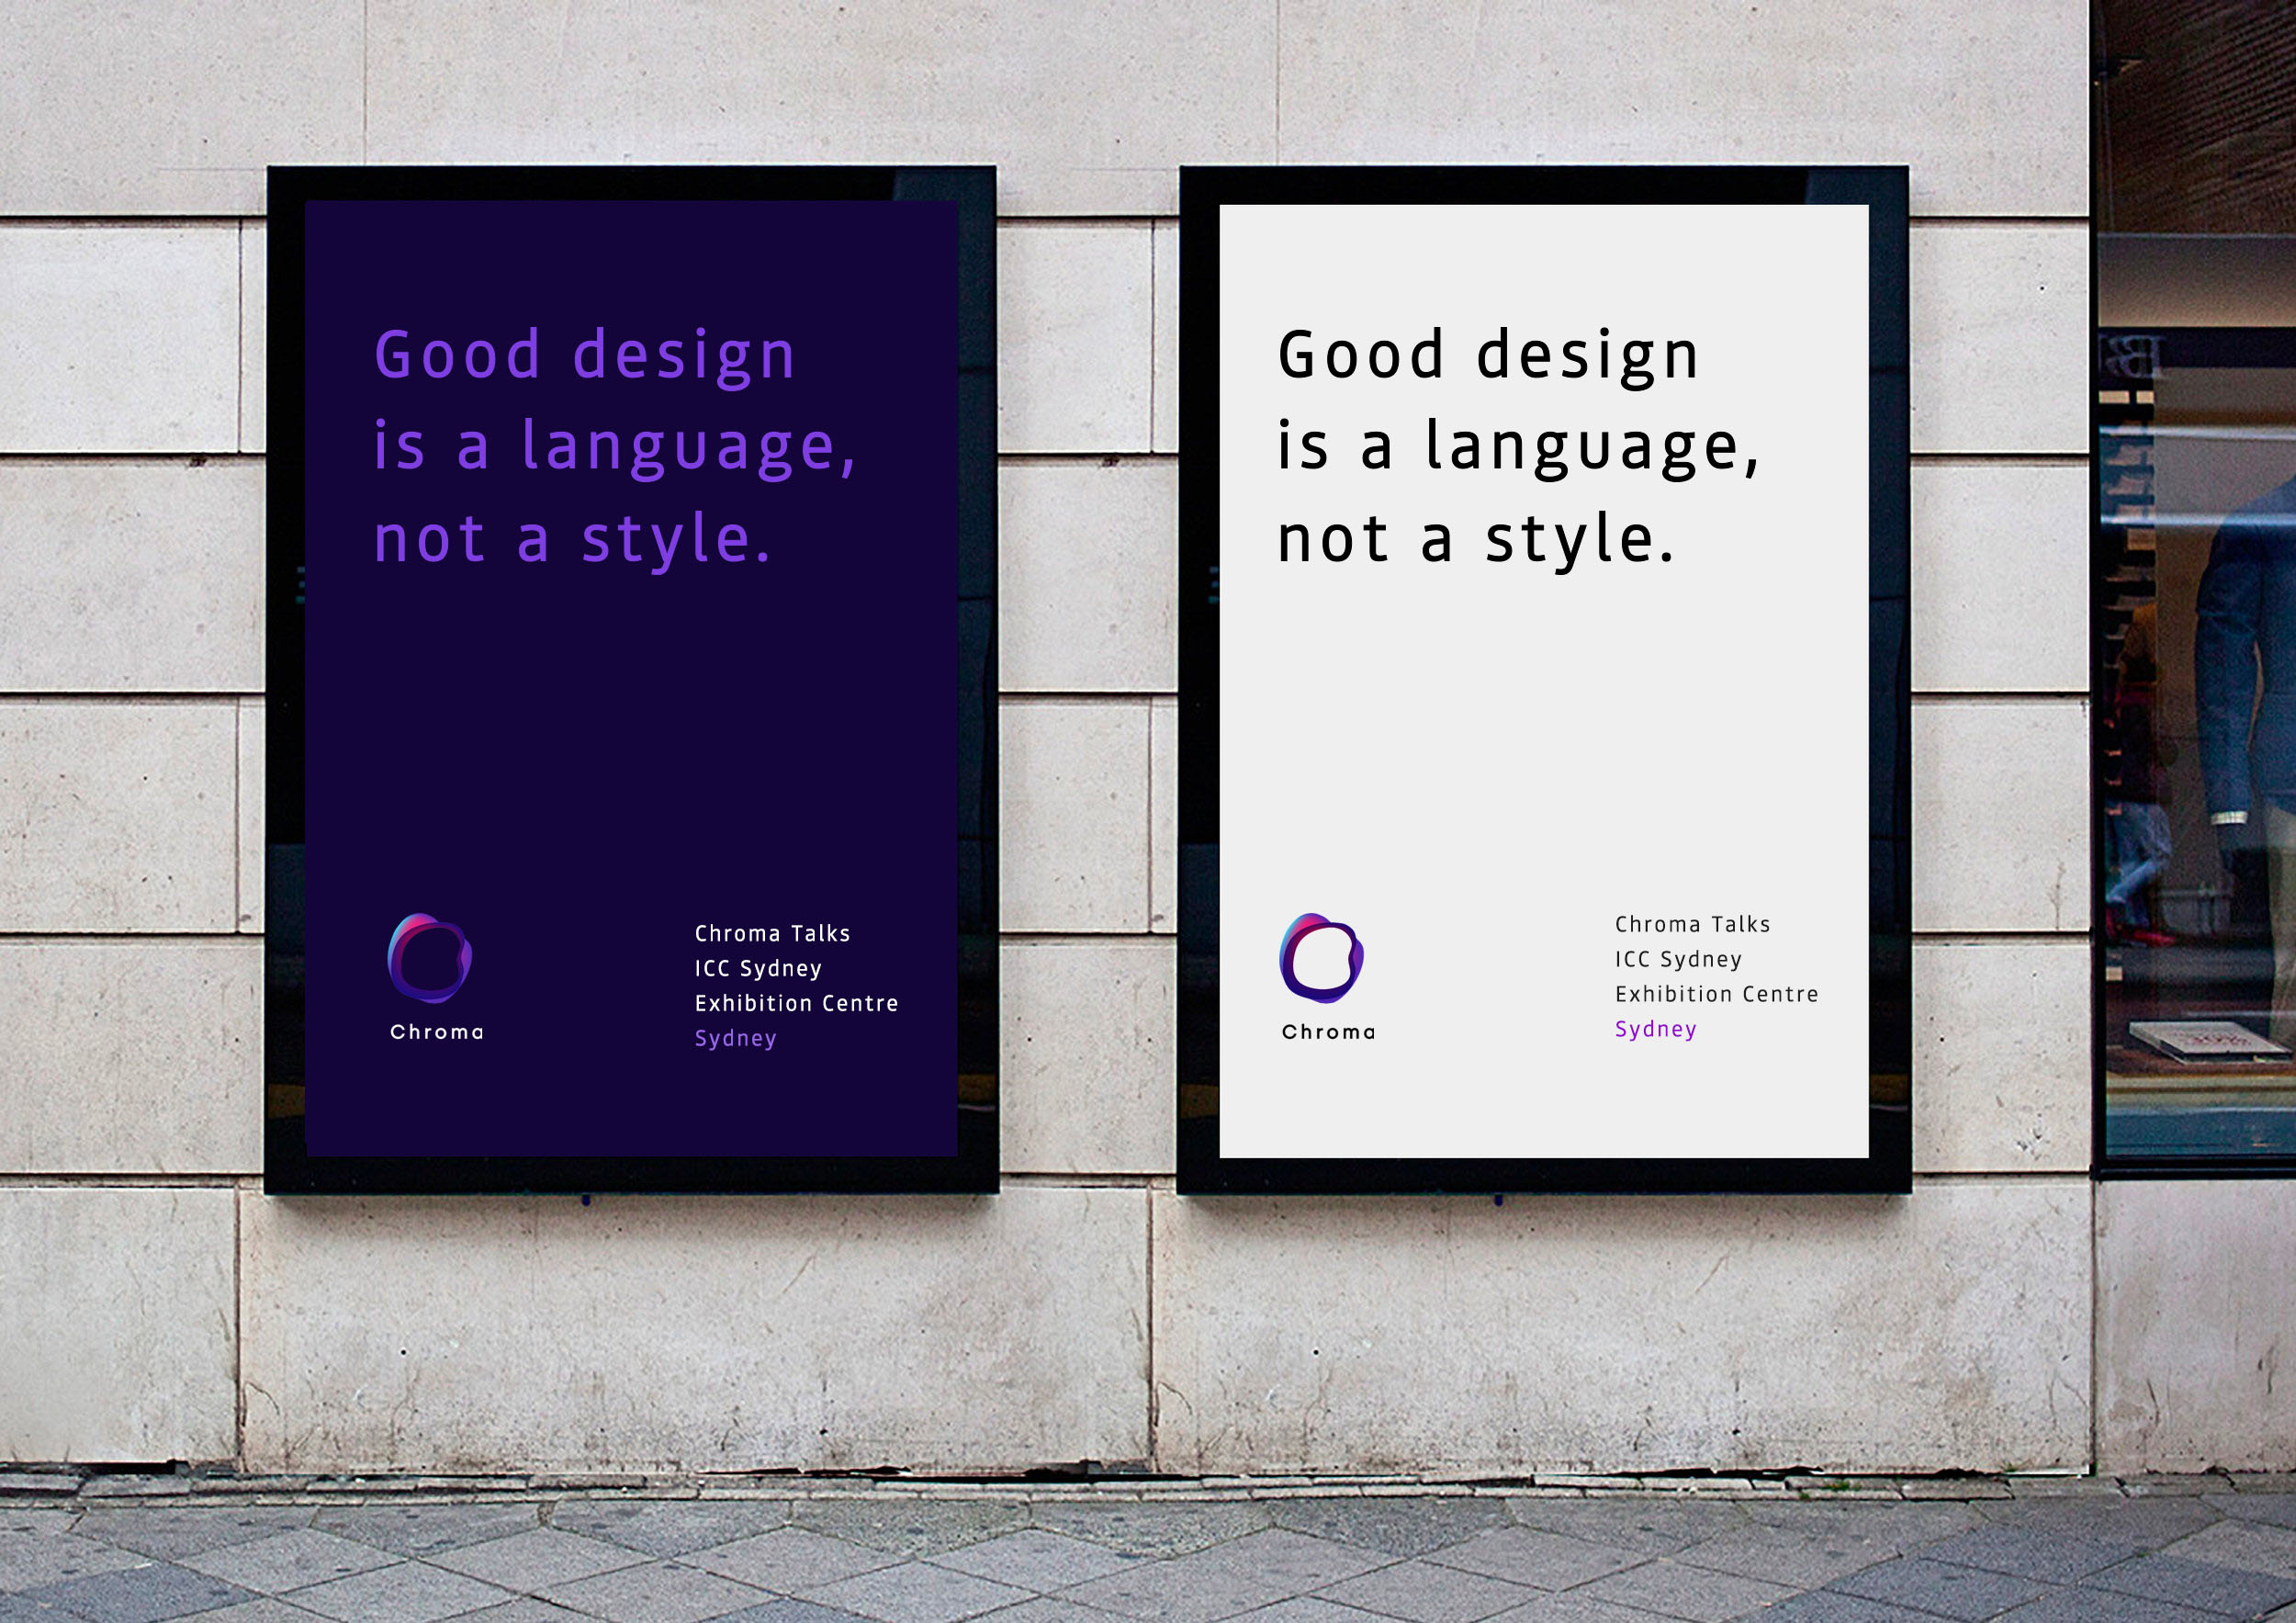 Good design
is a language,
not a style.
Chroma
Chroma Talks
ICC Sydney
Exhibition Centre
Sydney
Good design
is a language,
not a style.
Chroma
Chroma Talks
ICC Sydney
Exhibition Centre
Sydney